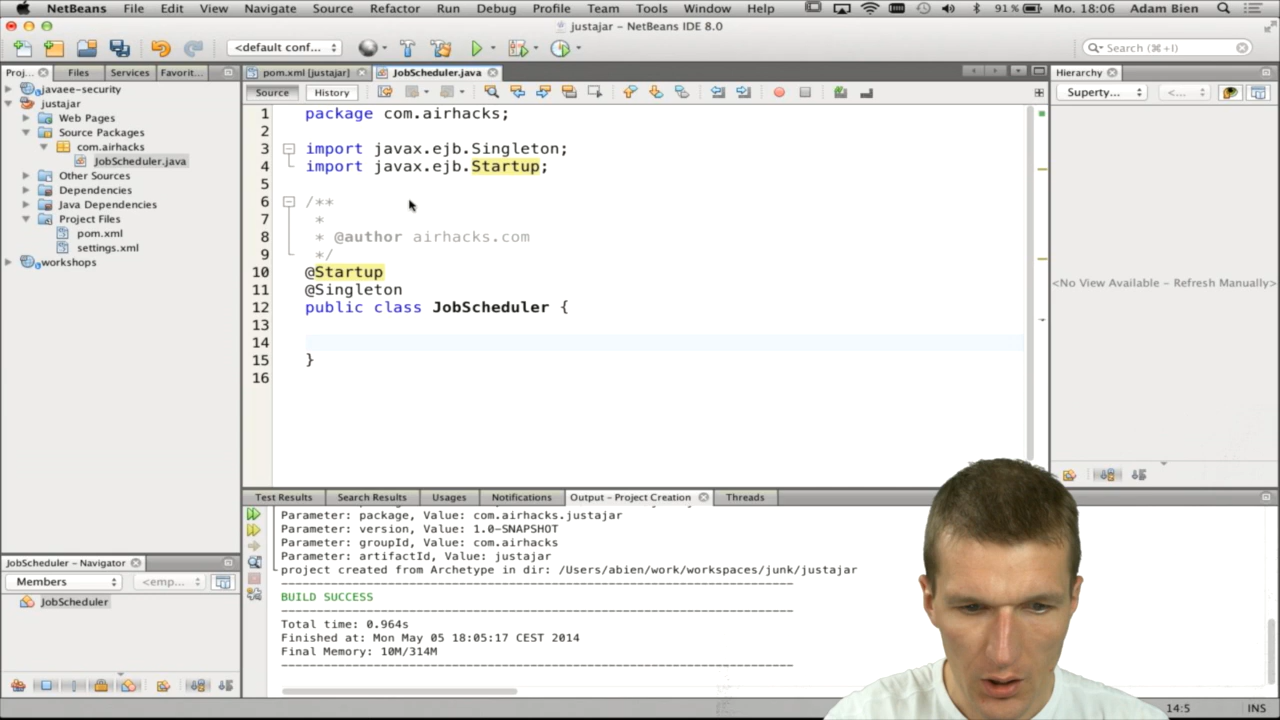 NetBeans File Edit View Navigate Source Refactor Run Debug Profile Team Tools Window Help 91% Mo. 18:06 Adam Bien
justajar - NetBeans IDE 8.0
<default conf... Search (⌘+I)
Proj... Files Services Favorit... pom.xml [justajar] JobScheduler.java Hierarchy
Source History Superty... <...
javaee-security
justajar
Web Pages
Source Packages
com.airhacks
JobScheduler.java
Other Sources
Dependencies
Java Dependencies
Project Files
pom.xml
settings.xml
workshops
1 package com.airhacks;
2
3 import javax.ejb.Singleton;
4 import javax.ejb.Startup;
5
6 /**
7 *
8 * @author airhacks.com
9 */
10 @Startup
11 @Singleton
12 public class JobScheduler {
13
14
15 }
16
<No View Available - Refresh Manually>
JobScheduler - Navigator
Members <emp...
JobScheduler
Test Results Search Results Usages Notifications Output - Project Creation Threads
Parameter: package, Value: com.airhacks.justajar
Parameter: version, Value: 1.0-SNAPSHOT
Parameter: groupId, Value: com.airhacks
Parameter: artifactId, Value: justajar
project created from Archetype in dir: /Users/abien/work/workspaces/junk/justajar
------------------------------------------------------------------------
BUILD SUCCESS
------------------------------------------------------------------------
Total time: 0.964s
Finished at: Mon May 05 18:05:17 CEST 2014
Final Memory: 10M/314M
------------------------------------------------------------------------
14:5 INS